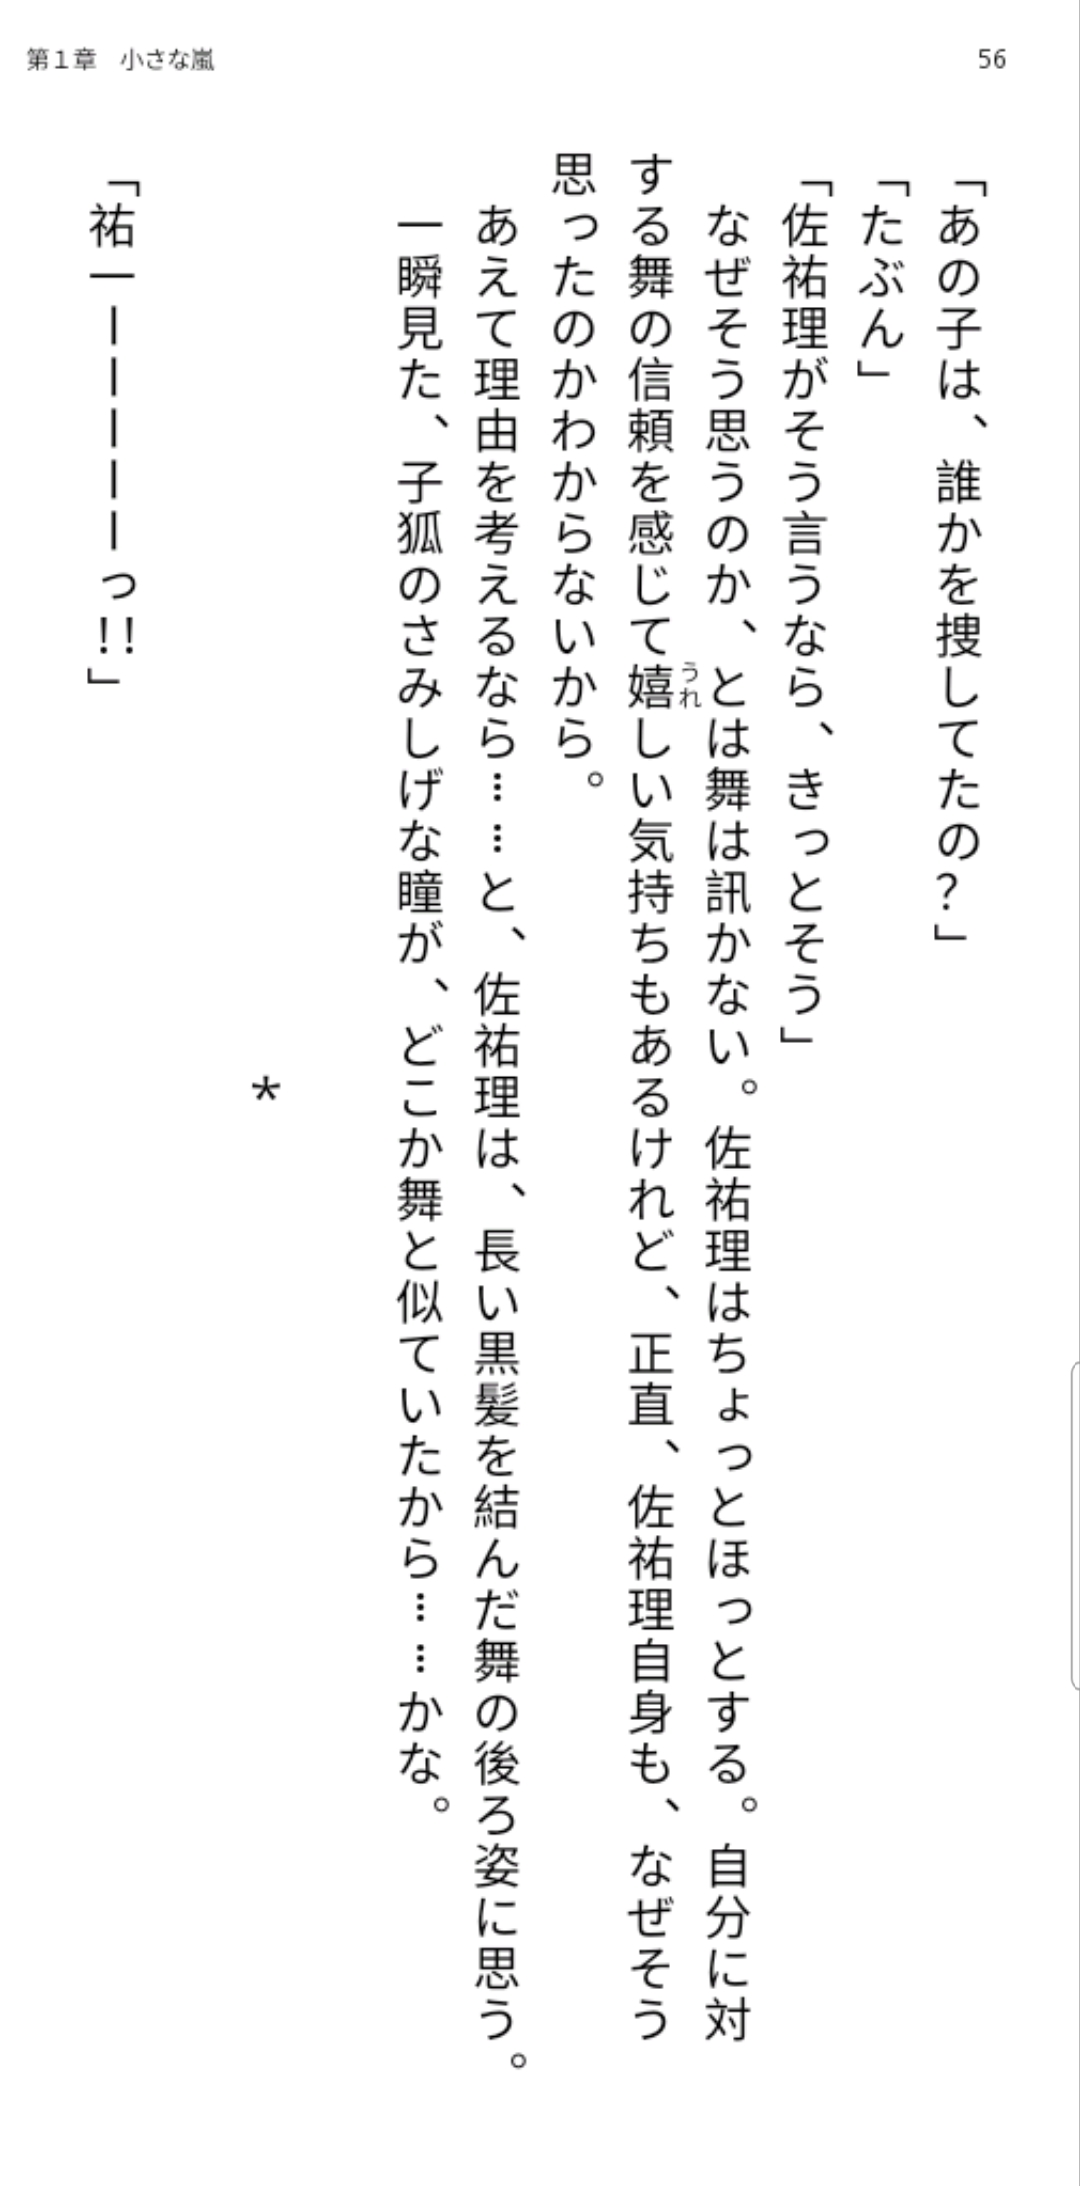 第１章　小さな嵐
56
「あの子は、誰かを捜してたの？」
「たぶん」
「佐祐理がそう言うなら、きっとそう」
　なぜそう思うのか、とは舞は訊かない。佐祐理はちょっとほっとする。自分に対
する舞の信頼を感じて嬉しい気持ちもあるけれど、正直、佐祐理自身も、なぜそう
うれ
思ったのかわからないから。
　あえて理由を考えるなら……と、佐祐理は、長い黒髪を結んだ舞の後ろ姿に思う。
　一瞬見た、子狐のさみしげな瞳が、どこか舞と似ていたから……かな。
＊
「祐一ーーーーーっ!!」